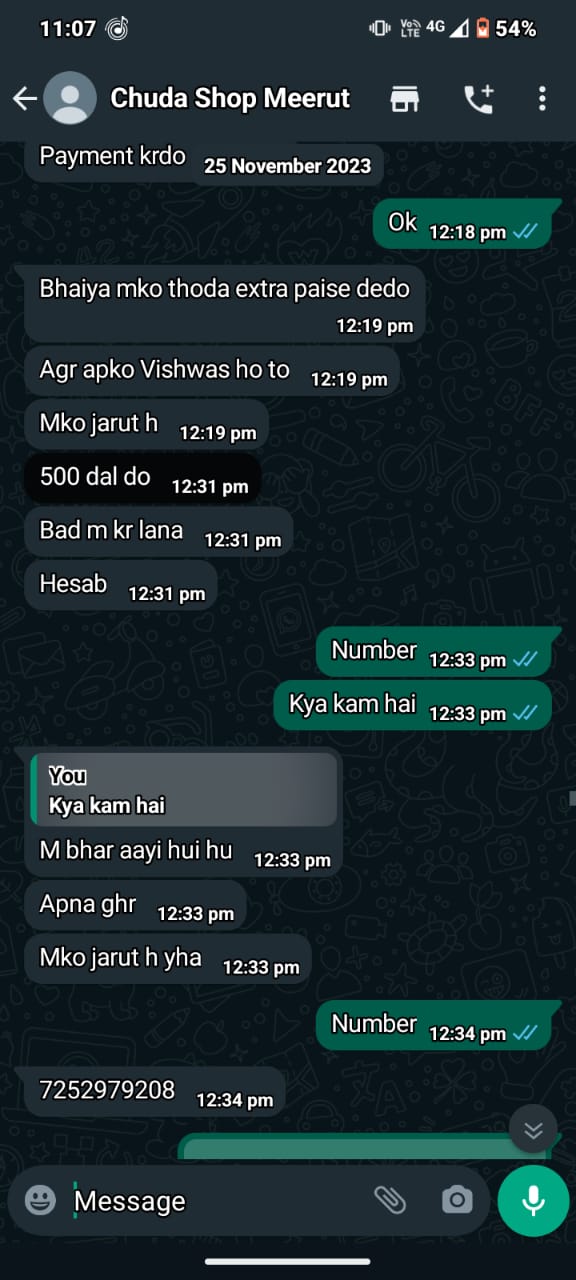 11:07
Vo) LTE 4G 54%
Chuda Shop Meerut
Payment krdo
25 November 2023
Ok 12:18 pm
Bhaiya mko thoda extra paise dedo
12:19 pm
Agr apko Vishwas ho to 12:19 pm
Mko jarut h 12:19 pm
500 dal do 12:31 pm
Bad m kr lana 12:31 pm
Hesab 12:31 pm
Number 12:33 pm
Kya kam hai 12:33 pm
You
Kya kam hai
M bhar aayi hui hu 12:33 pm
Apna ghr 12:33 pm
Mko jarut h yha 12:33 pm
Number 12:34 pm
7252979208 12:34 pm
Message